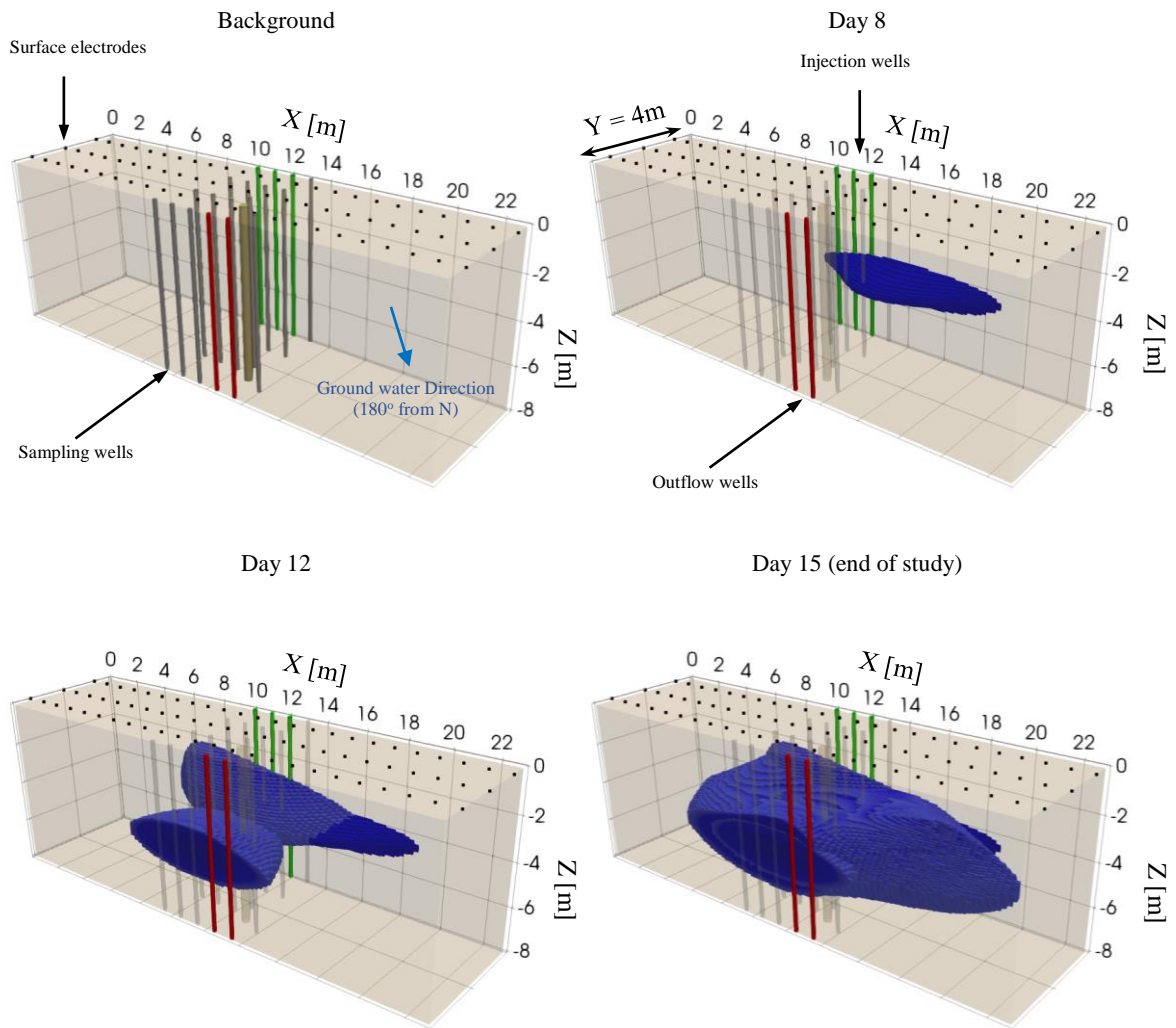 Background
Surface electrodes
X [m]
0 2 4 6 8 10 12 14 16 18 20 22
0
-2
-4
-6
-8
Z [m]
Ground water Direction
(180° from N)
Sampling wells
Day 8
Injection wells
Y = 4m
X [m]
0 2 4 6 8 10 12 14 16 18 20 22
0
-2
-4
-6
-8
Z [m]
Outflow wells
Day 12
X [m]
0 2 4 6 8 10 12 14 16 18 20 22
0
-2
-4
-6
-8
Z [m]
Day 15 (end of study)
X [m]
0 2 4 6 8 10 12 14 16 18 20 22
0
-2
-4
-6
-8
Z [m]